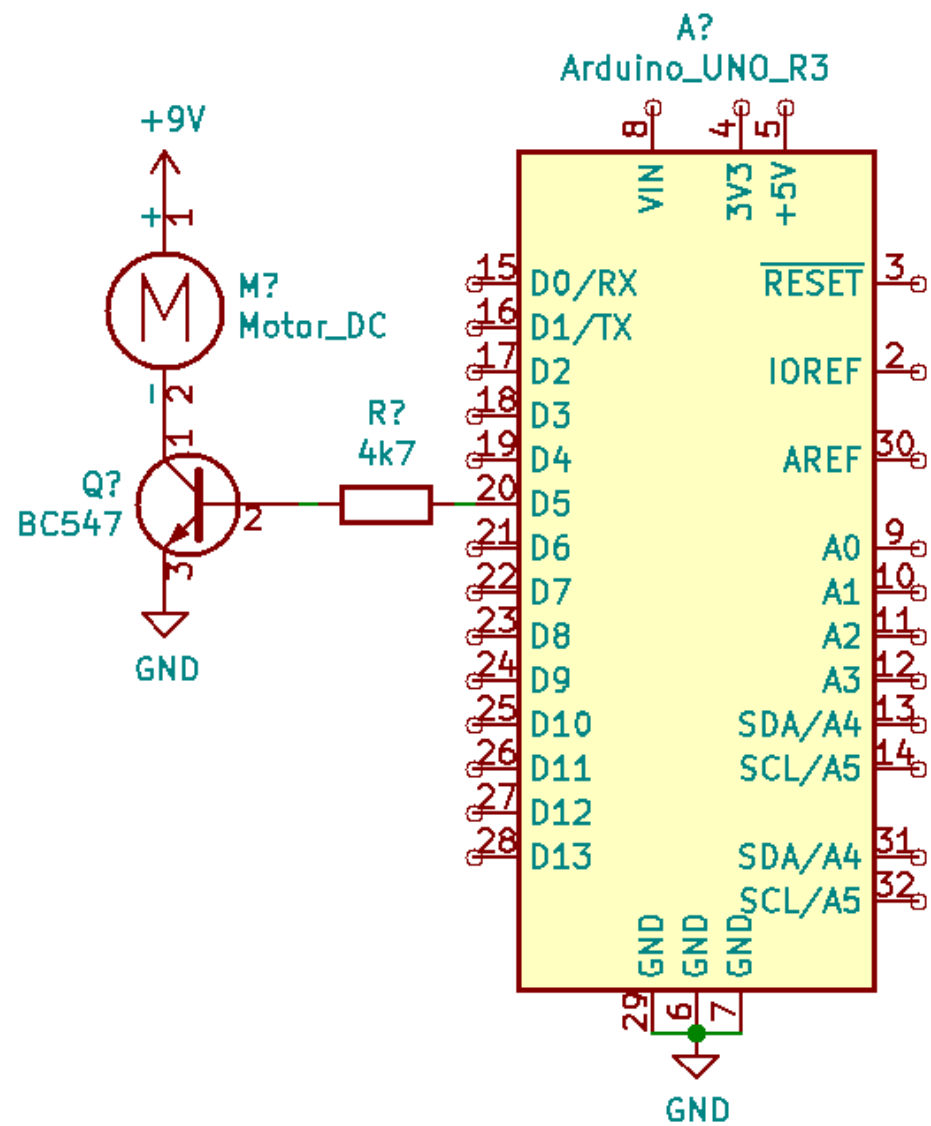 A?
Arduino_UNO_R3
+9V
+ 1
M
M?
Motor_DC
- 2
1
Q?
BC547
2
3
GND
R?
4k7
8 VIN
4 3V3
5 +5V
15 D0/RX
16 D1/TX
17 D2
18 D3
19 D4
20 D5
21 D6
22 D7
23 D8
24 D9
25 D10
26 D11
27 D12
28 D13
RESET 3
IOREF 2
AREF 30
A0 9
A1 10
A2 11
A3 12
SDA/A4 13
SCL/A5 14
SDA/A4 31
SCL/A5 32
GND 29
GND 6
GND 7
GND